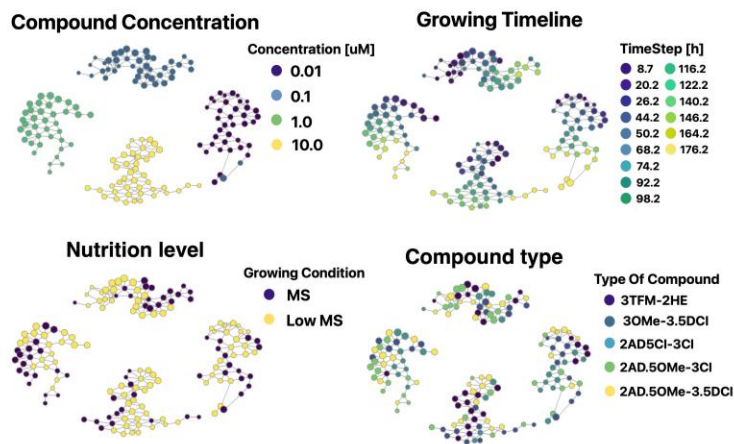 Compound Concentration
Concentration [uM]
0.01
0.1
1.0
10.0
Growing Timeline
TimeStep [h]
8.7 116.2
20.2 122.2
26.2 140.2
44.2 146.2
50.2 164.2
68.2 176.2
74.2
92.2
98.2
Nutrition level
Growing Condition
MS
Low MS
Compound type
Type Of Compound
3TFM-2HE
3OMe-3.5DCl
2AD5Cl-3Cl
2AD.5OMe-3Cl
2AD.5OMe-3.5DCl